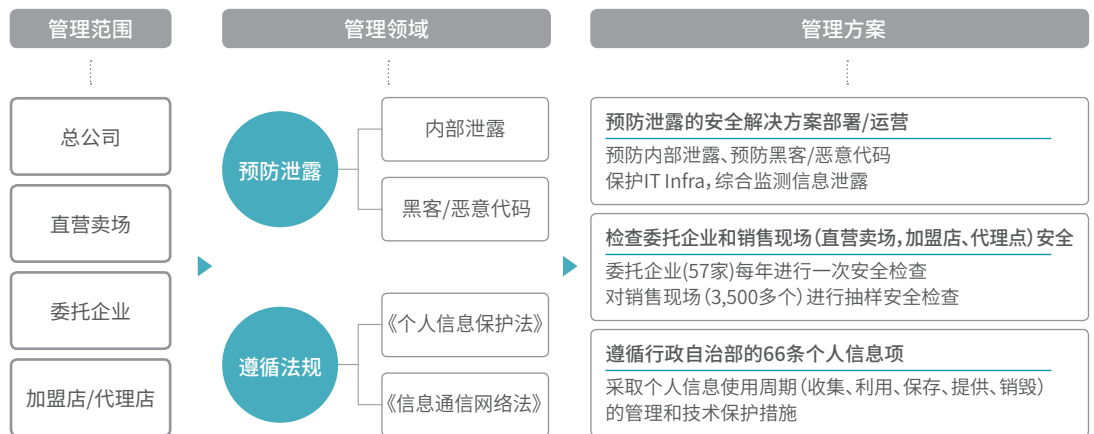 管理范围
总公司
直营卖场
委托企业
加盟店/代理店
管理领域
预防泄露
内部泄露
黑客/恶意代码
遵循法规
《个人信息保护法》
《信息通信网络法》
管理方案
预防泄露的安全解决方案部署/运营
预防内部泄露、预防黑客/恶意代码
保护IT Infra，综合监测信息泄露
检查委托企业和销售现场（直营卖场，加盟店、代理点）安全
委托企业(57家)每年进行一次安全检查
对销售现场（3,500多个）进行抽样安全检查
遵循行政自治部的66条个人信息项
采取个人信息使用周期（收集、利用、保存、提供、销毁）
的管理和技术保护措施